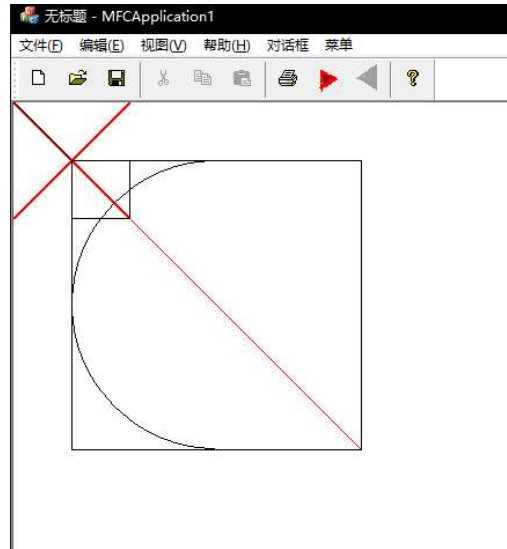 无标题 - MFCApplication1
文件(F) 编辑(E) 视图(V) 帮助(H) 对话框 菜单